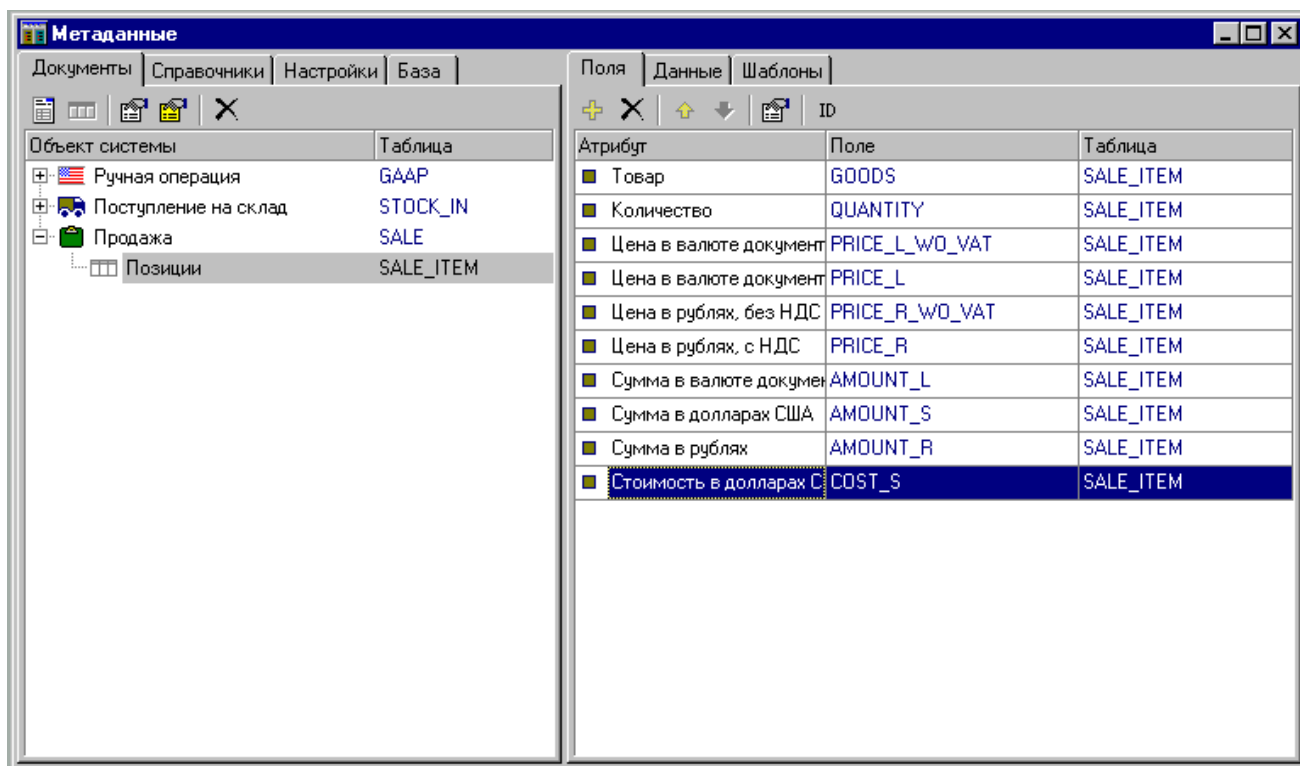 Метаданные
Документы Справочники Настройки База
Объект системы Таблица
Ручная операция GAAP
Поступление на склад STOCK_IN
Продажа SALE
Позиции SALE_ITEM
Поля Данные Шаблоны
ID
Атрибут Поле Таблица
Товар GOODS SALE_ITEM
Количество QUANTITY SALE_ITEM
Цена в валюте документ PRICE_L_WO_VAT SALE_ITEM
Цена в валюте документ PRICE_L SALE_ITEM
Цена в рублях, без НДС PRICE_R_WO_VAT SALE_ITEM
Цена в рублях, с НДС PRICE_R SALE_ITEM
Сумма в валюте докумен AMOUNT_L SALE_ITEM
Сумма в долларах США AMOUNT_S SALE_ITEM
Сумма в рублях AMOUNT_R SALE_ITEM
Стоимость в долларах С COST_S SALE_ITEM